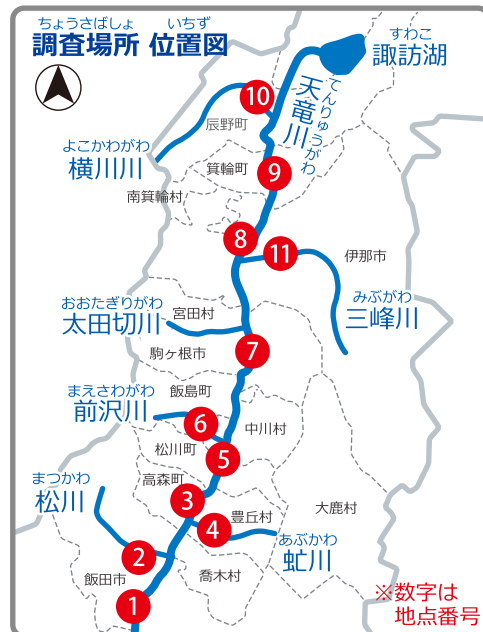 ちょうさばしょ いちず
調査場所 位置図
すわこ
諏訪湖
てんりゅうがわ
天竜川
10
辰野町
よこかわがわ
横川川
箕輪町
9
南箕輪村
8
11
伊那市
おおたぎりがわ
太田切川
宮田村
みぶがわ
三峰川
駒ヶ根市
7
飯島町
まえさわがわ
前沢川
6
中川村
松川町
5
高森町
まつかわ
松川
3
4
豊丘村
大鹿村
あぶかわ
虻川
2
飯田市
喬木村
1
※数字は
地点番号